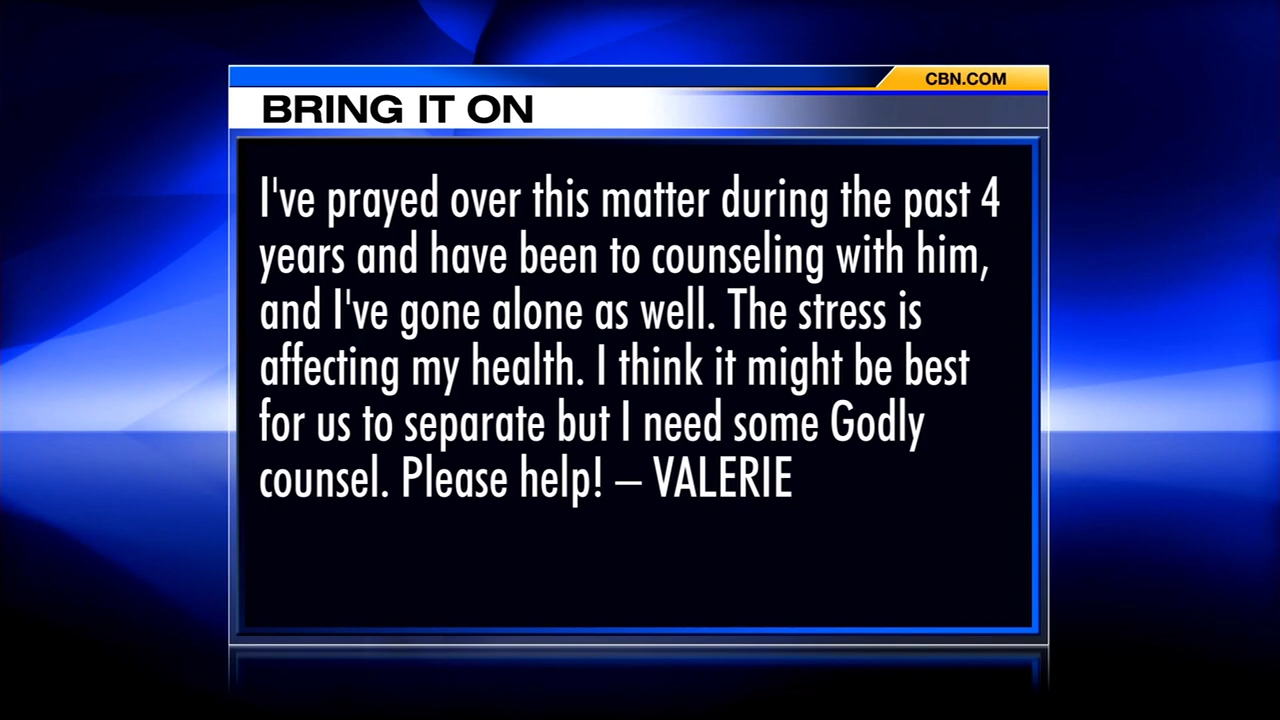 CBN.COM
BRING IT ON
I've prayed over this matter during the past 4
years and have been to counseling with him,
and I've gone alone as well. The stress is
affecting my health. I think it might be best
for us to separate but I need some Godly
counsel. Please help! – VALERIE